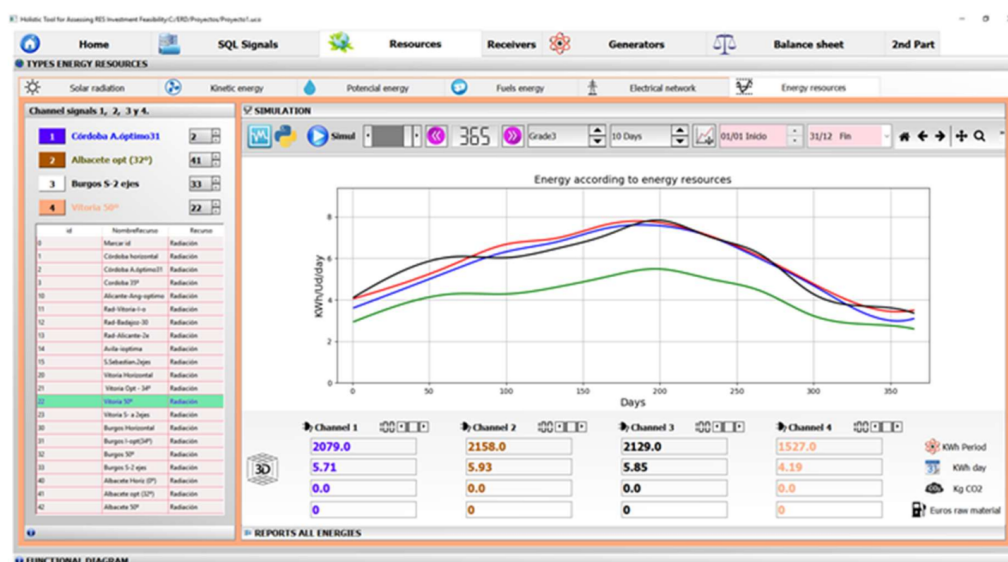 Holistic Tool for Assessing RES Investment Feasibility:C:/ERD/Proyectos/Proyecto1.uco
Home SQL Signals Resources Receivers Generators Balance sheet 2nd Part
TYPES ENERGY RESOURCES
Solar radiation Kinetic energy Potencial energy Fuels energy Electrical network Energy resources
Channel signals 1, 2, 3 y 4.
1 Córdoba A.óptimo31 2
2 Albacete opt (32º) 41
3 Burgos S-2 ejes 33
4 Vitoria 50º 22
id NombreRecurso Recurso
0 Marcar id Radiación
1 Córdoba horizontal Radiación
2 Córdoba A.óptimo31 Radiación
3 Cordoba 35º Radiación
10 Alicante-Ang-optimo Radiación
11 Rad-Vitoria-I-o Radiación
12 Rad-Badajoz-30 Radiación
13 Rad-Alicante-2e Radiación
14 Avila-ioptima Radiación
15 S.Sebastian.2ejes Radiación
20 Vitoria Horizontal Radiación
21 Vitoria Opt - 34º Radiación
22 Vitoria 50º Radiación
23 Vitoria S- a 2ejes Radiación
30 Burgos Horizontal Radiación
31 Burgos I-opt(34º) Radiación
32 Burgos 50º Radiación
33 Burgos S-2 ejes Radiación
40 Albacete Horiz (0º) Radiación
41 Albacete opt (32º) Radiación
42 Albacete 50º Radiación
SIMULATION
Simul 365 Grade3 10 Days 01/01 Inicio 31/12 Fin
Energy according to energy resources
KWh/Ud/day
8
6
4
2
0
0 50 100 150 200 250 300 350
Days
Channel 1 100 Channel 2 100 Channel 3 100 Channel 4 100
2079.0 2158.0 2129.0 1527.0 KWh Period
3D 5.71 5.93 5.85 4.19 KWh day
0.0 0.0 0.0 0.0 Kg CO2
0 0 0 0 Euros raw material
REPORTS ALL ENERGIES
FUNCTIONAL DIAGRAM